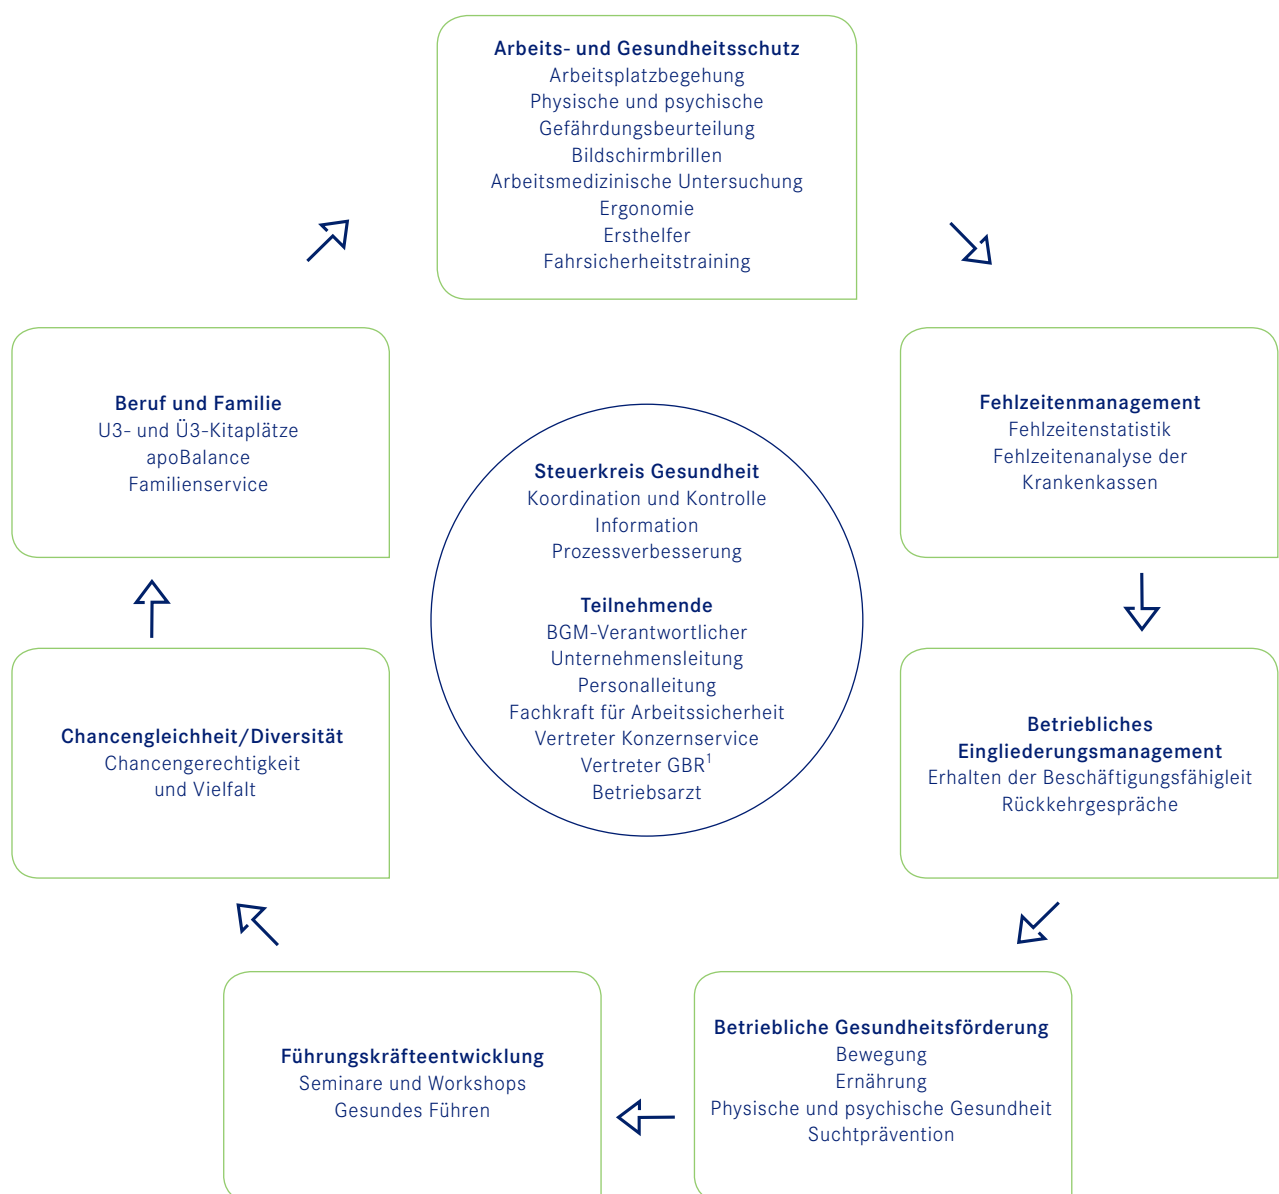 Arbeits- und Gesundheitsschutz
Arbeitsplatzbegehung
Physische und psychische
Gefährdungsbeurteilung
Bildschirmbrillen
Arbeitsmedizinische Untersuchung
Ergonomie
Ersthelfer
Fahrsicherheitstraining
Fehlzeitenmanagement
Fehlzeitenstatistik
Fehlzeitenanalyse der
Krankenkassen
Betriebliches
Eingliederungsmanagement
Erhalten der Beschäftigungsfähigleit
Rückkehrgespräche
Betriebliche Gesundheitsförderung
Bewegung
Ernährung
Physische und psychische Gesundheit
Suchtprävention
Führungskräfteentwicklung
Seminare und Workshops
Gesundes Führen
Chancengleichheit/Diversität
Chancengerechtigkeit
und Vielfalt
Beruf und Familie
U3- und Ü3-Kitaplätze
apoBalance
Familienservice
Steuerkreis Gesundheit
Koordination und Kontrolle
Information
Prozessverbesserung
Teilnehmende
BGM-Verantwortlicher
Unternehmensleitung
Personalleitung
Fachkraft für Arbeitssicherheit
Vertreter Konzernservice
Vertreter GBR¹
Betriebsarzt